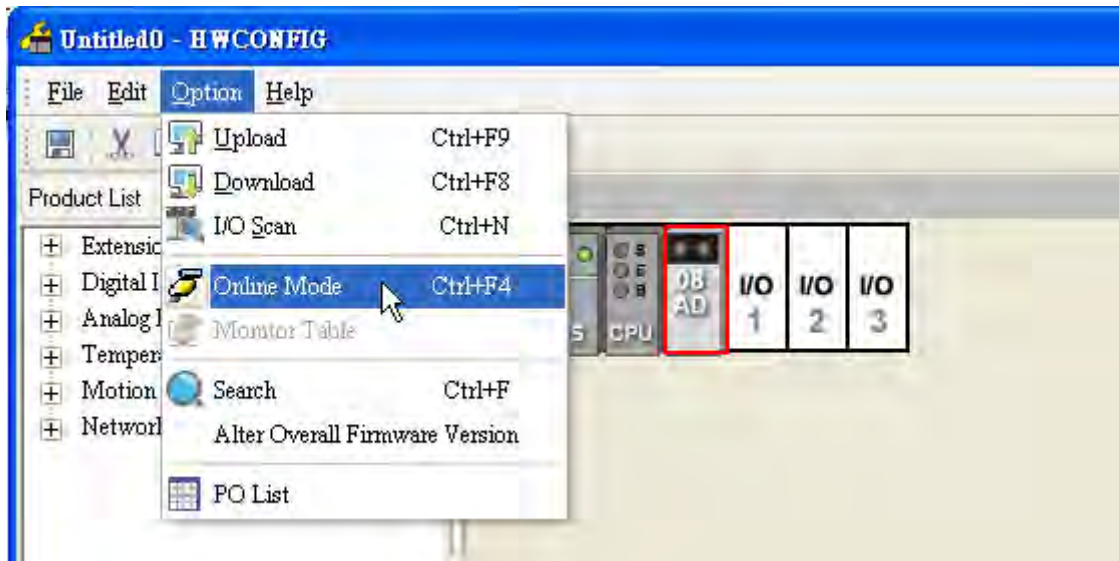 Untitled0 - HWCONFIG
File Edit Option Help
Upload Ctrl+F9
Download Ctrl+F8
I/O Scan Ctrl+N
Online Mode Ctrl+F4
Monitor Table
Search Ctrl+F
Alter Overall Firmware Version
PO List
Product List
Extensio
Digital I
Analog I
Temper
Motion
Network
S
CPU
08
AD
I/O
1
I/O
2
I/O
3